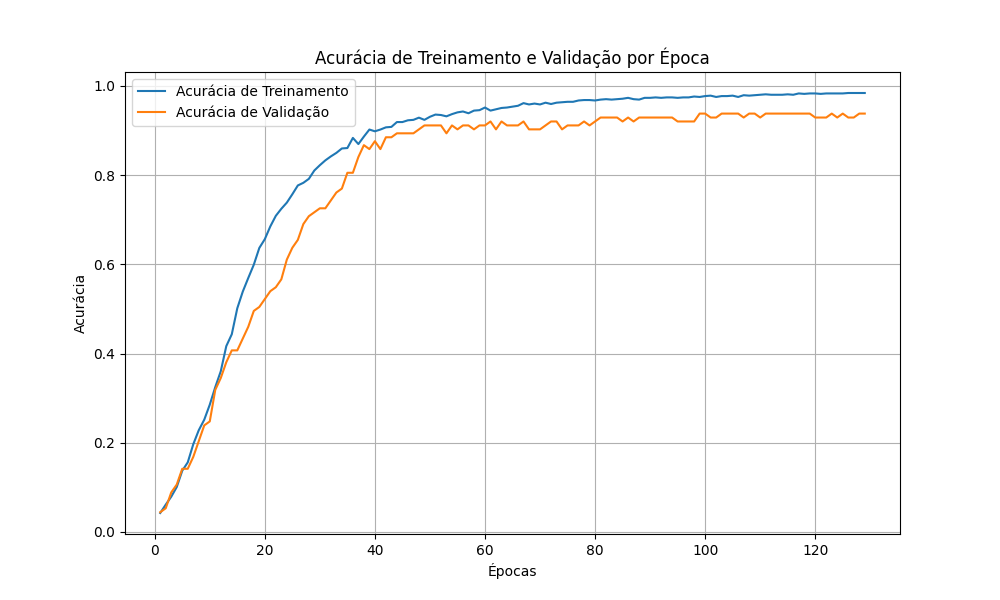 Acurácia de Treinamento e Validação por Época
Acurácia de Treinamento
Acurácia de Validação
1.0
0.8
0.6
0.4
0.2
0.0
Acurácia
0 20 40 60 80 100 120
Épocas